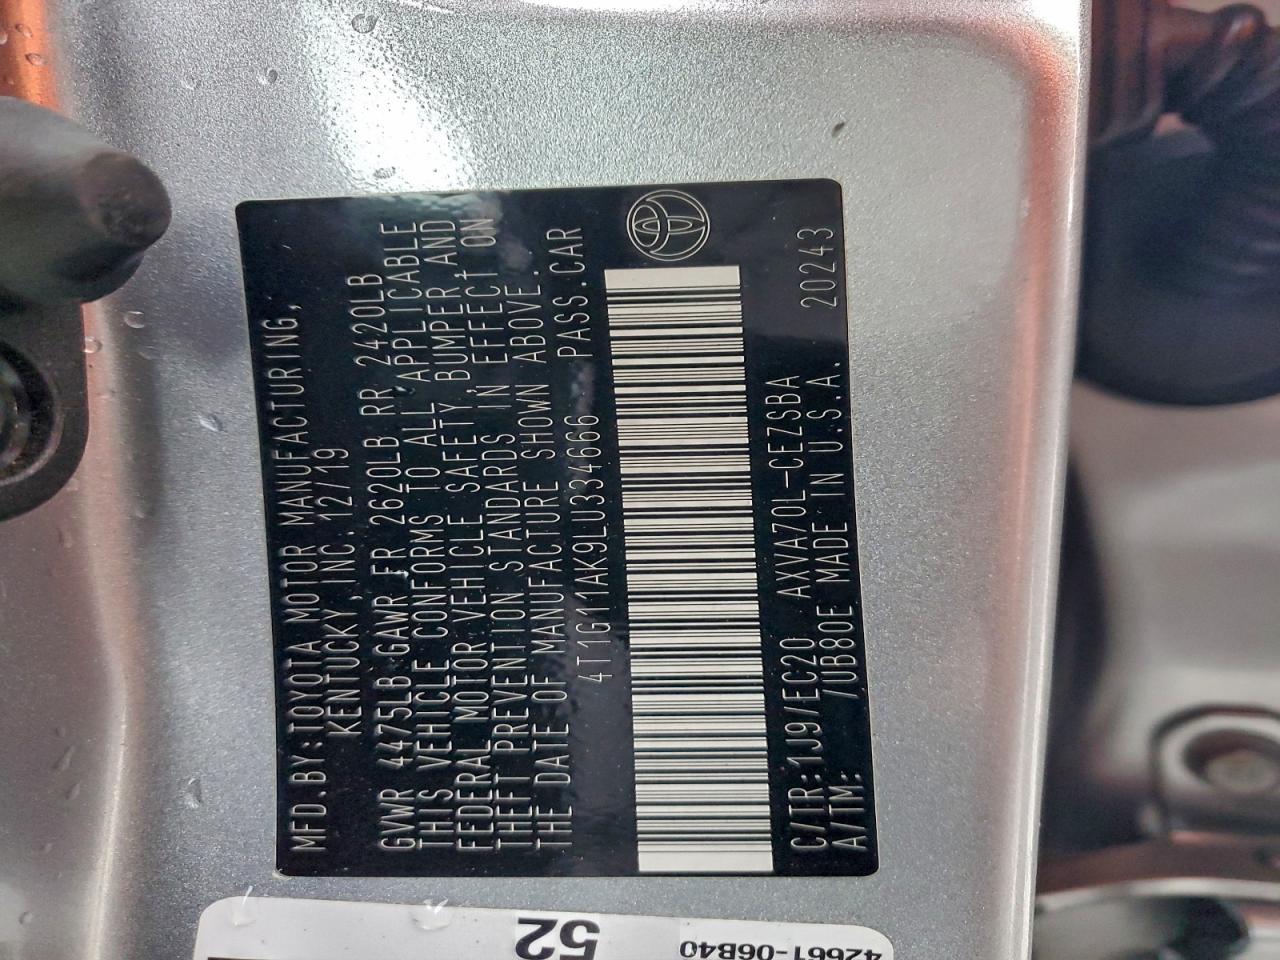 MFD.BY:TOYOTA MOTOR MANUFACTURING,
KENTUCKY,INC.12/19
GVWR 4475LB GAWR FR 2620LB RR 2420LB
THIS VEHICLE CONFORMS TO ALL APPLICABLE
FEDERAL MOTOR VEHICLE SAFETY,BUMPER,AND
THEFT PREVENTION STANDARDS IN EFFECT ON
THE DATE OF MANUFACTURE SHOWN ABOVE.
4T1G11AK9LU334666 PASS.CAR
C/TR:1J9/EC20 AXVA70L-CEZSBA
A/TM: /UB80E MADE IN U.S.A. 20243
52
42661-06B40